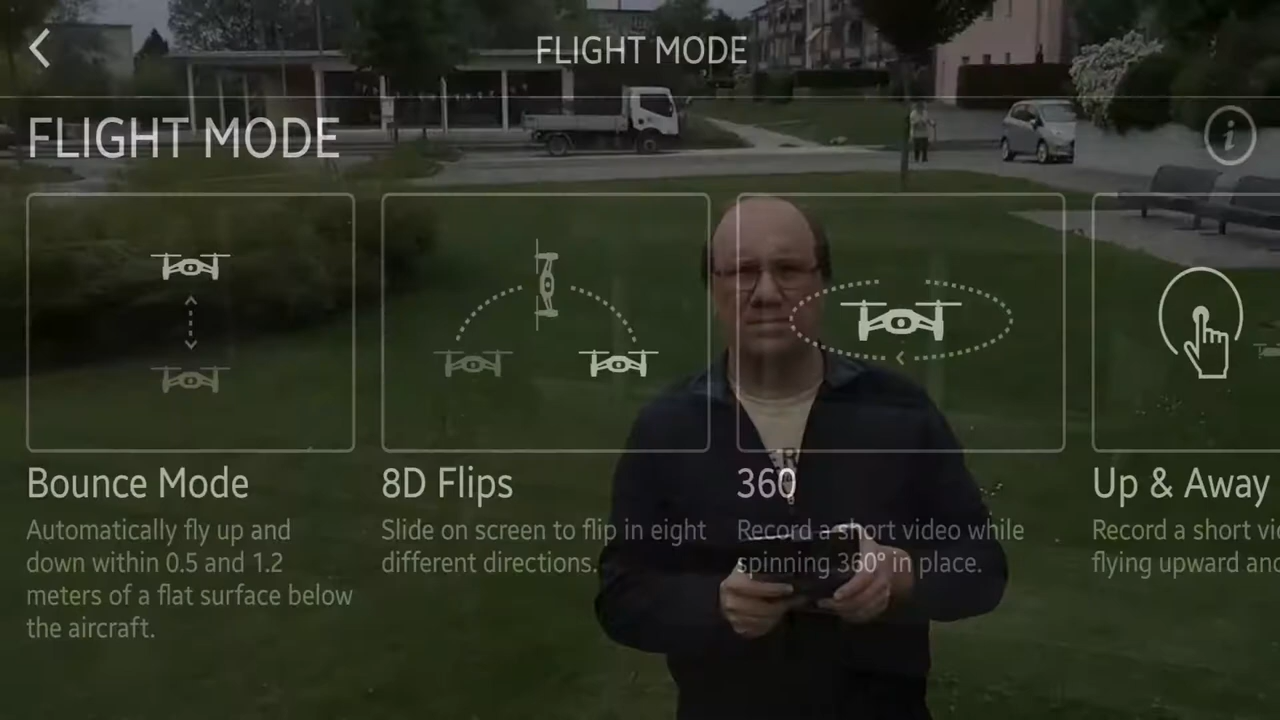 FLIGHT MODE
FLIGHT MODE
Bounce Mode
Automatically fly up and
down within 0.5 and 1.2
meters of a flat surface below
the aircraft.
8D Flips
Slide on screen to flip in eight
different directions.
360
Record a short video while
spinning 360° in place.
Up & Away
Record a short
flying upward